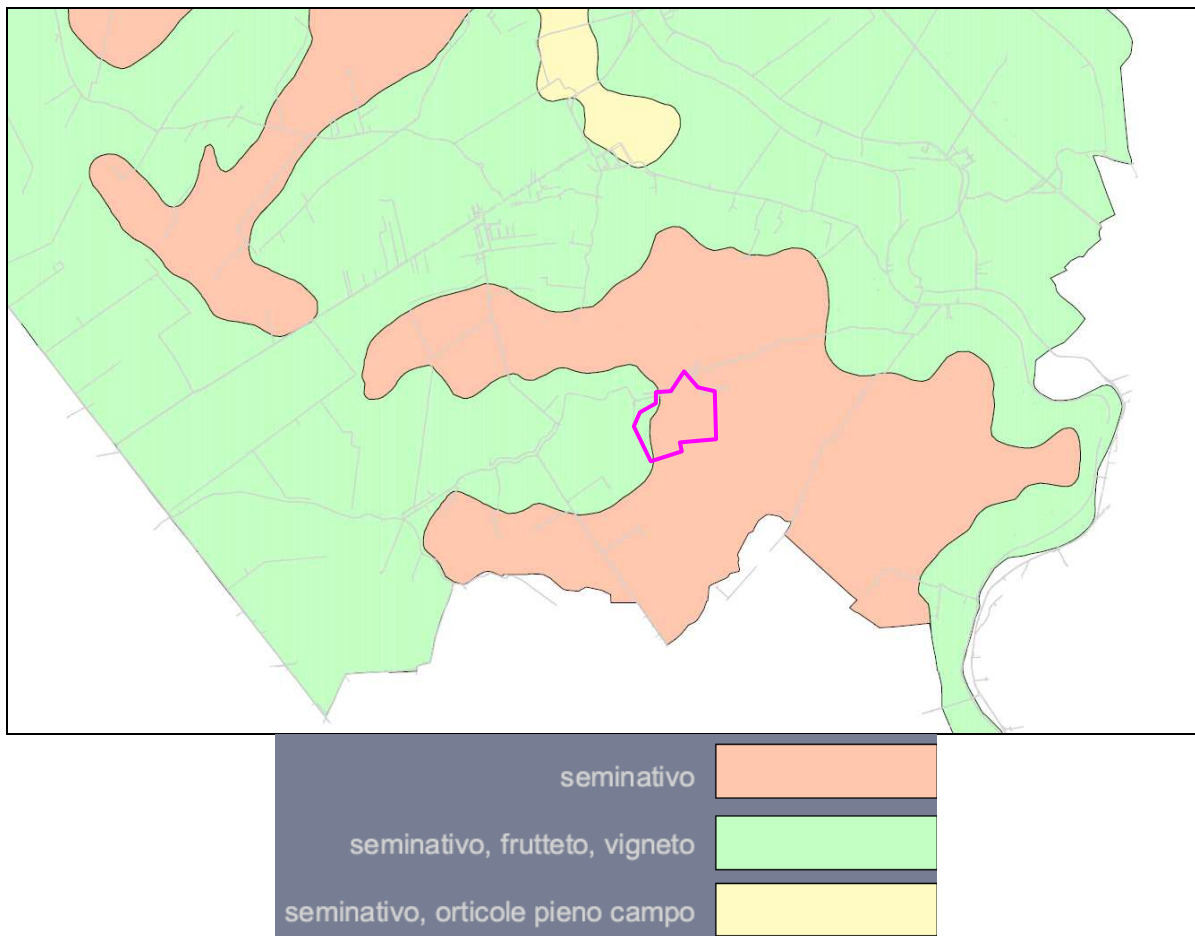 seminativo
seminativo, frutteto, vigneto
seminativo, orticole pieno campo